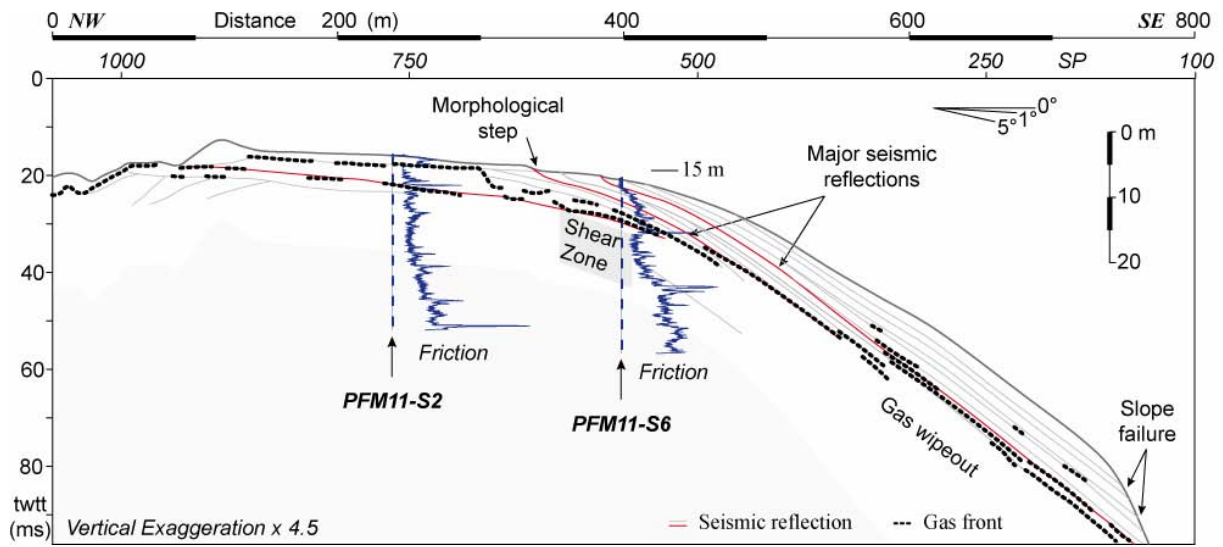 0 NW Distance 200 (m) 400 600 SE 800
1000 750 500 250 SP 100
0
20
40
60
80
twtt
(ms)
Morphological
step
15 m
0°
5° 1°
Major seismic
reflections
0 m
10
20
Shear
Zone
Friction
Friction
PFM11-S2
PFM11-S6
Gas wipeout
Slope
failure
Vertical Exaggeration x 4.5
Seismic reflection
Gas front